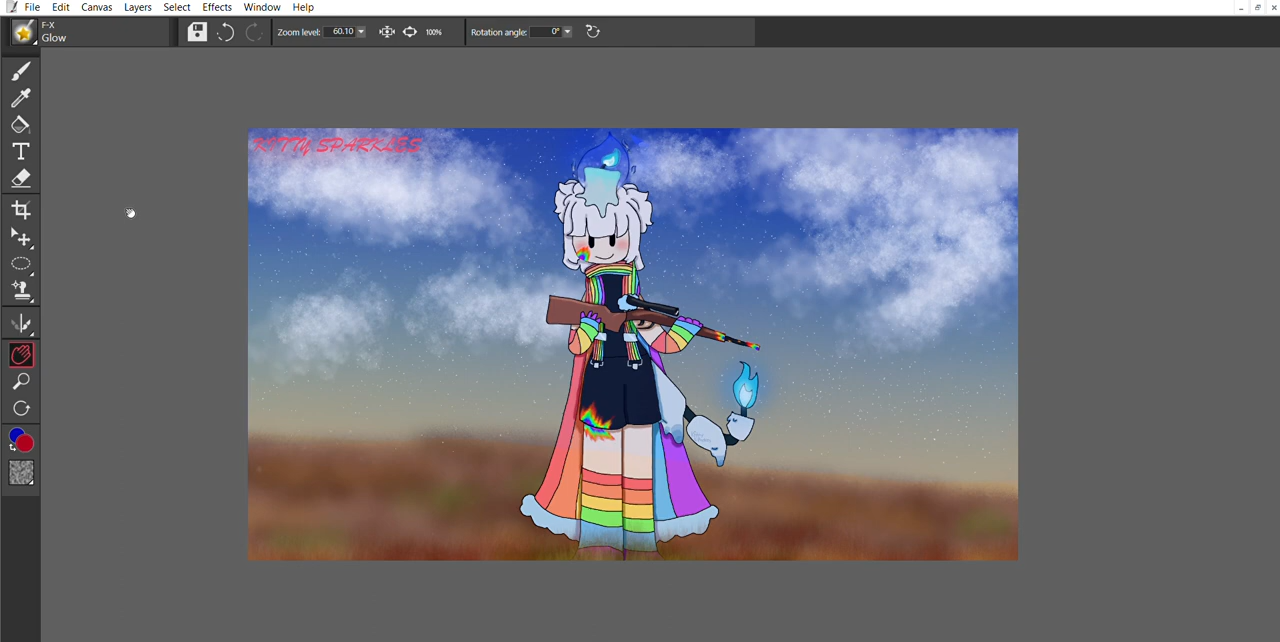 File Edit Canvas Layers Select Effects Window Help
F-X
Glow
Zoom level: 60.10 100% Rotation angle: 0°
KITTY SPARKLES